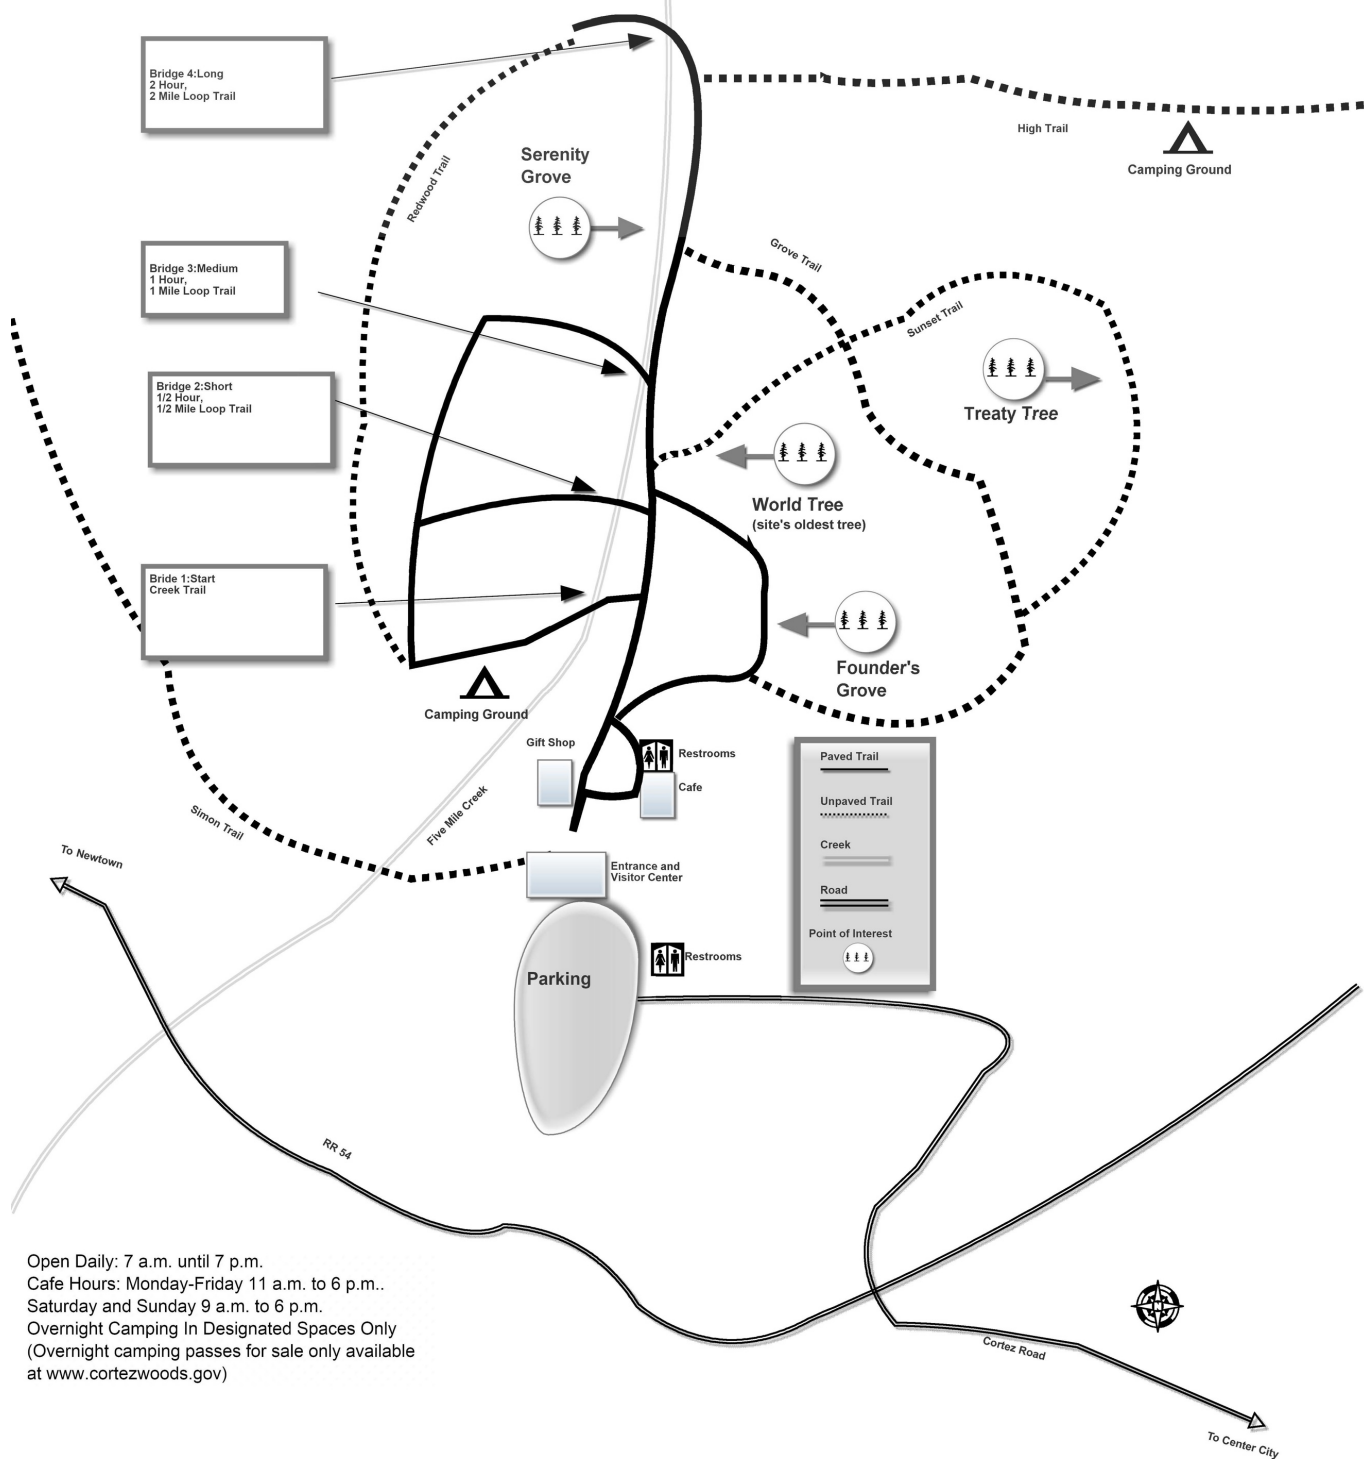 Bridge 4:Long
2 Hour,
2 Mile Loop Trail
High Trail
Camping Ground
Serenity
Grove
Redwood Trail
Bridge 3:Medium
1 Hour,
1 Mile Loop Trail
Grove Trail
Sunset Trail
Bridge 2:Short
1/2 Hour,
1/2 Mile Loop Trail
Treaty Tree
World Tree
(site's oldest tree)
Bride 1:Start
Creek Trail
Founder's
Grove
Camping Ground
Gift Shop
Restrooms
Cafe
Five Mile Creek
Simon Trail
Paved Trail
Unpaved Trail
Creek
Road
Point of Interest
To Newtown
Entrance and
Visitor Center
Restrooms
Parking
RR 54
Open Daily: 7 a.m. until 7 p.m.
Cafe Hours: Monday-Friday 11 a.m. to 6 p.m..
Saturday and Sunday 9 a.m. to 6 p.m.
Overnight Camping In Designated Spaces Only
(Overnight camping passes for sale only available
at www.cortezwoods.gov)
N
Cortez Road
To Center City